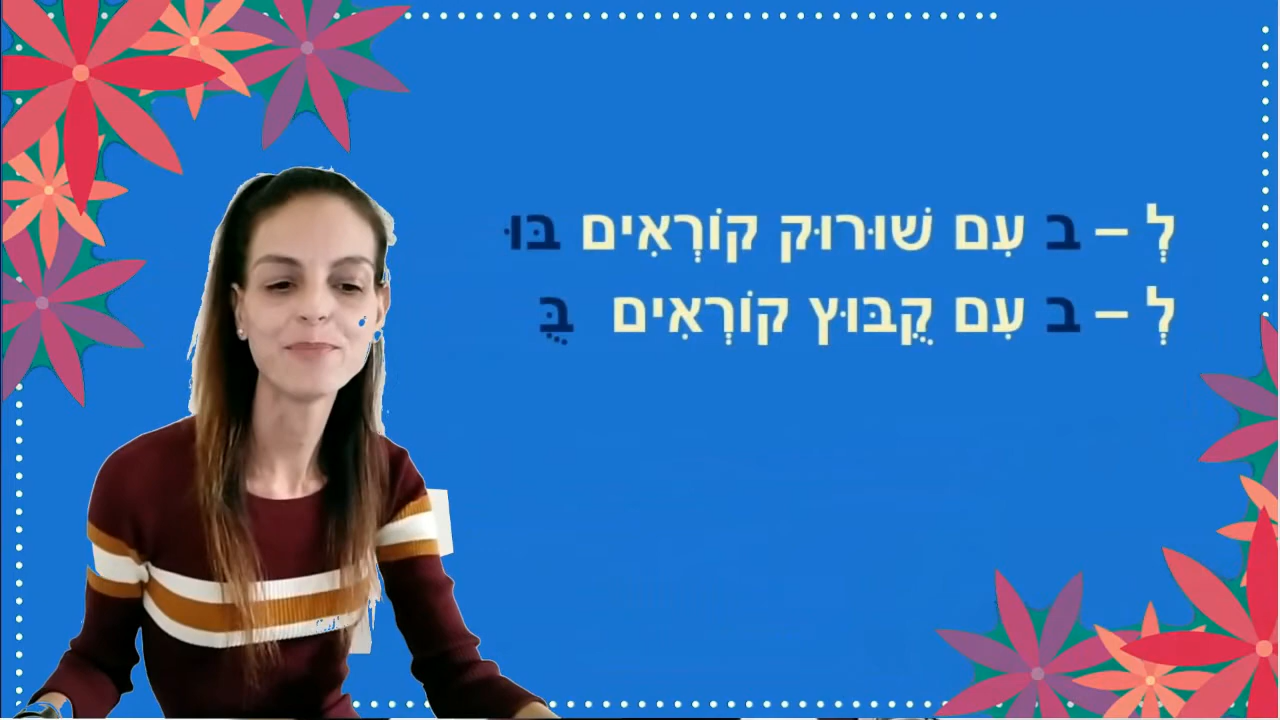 לְ – ב עִם שׁוּרוּק קוֹרְאִים בּוּ
לְ – ב עִם קֻבּוּץ קוֹרְאִים בֻּ